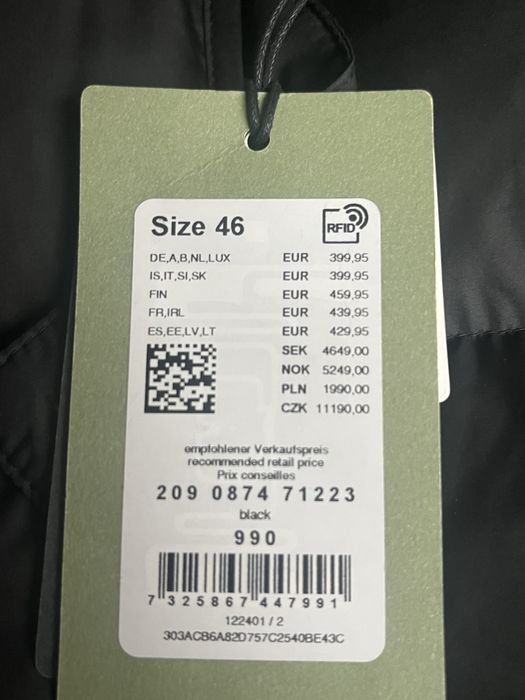 Size 46
RFID
DE,A,B,NL,LUX EUR 399,95
IS,IT,SI,SK EUR 399,95
FIN EUR 459,95
FR,IRL EUR 439,95
ES,EE,LV,LT EUR 429,95
SEK 4649,00
NOK 5249,00
PLN 1990,00
CZK 11190,00
empfohlener Verkaufspreis
recommended retail price
Prix conseilles
209 0874 71223
black
990
7 325867 447991
122401 / 2
303ACB6A82D757C2540BE43C